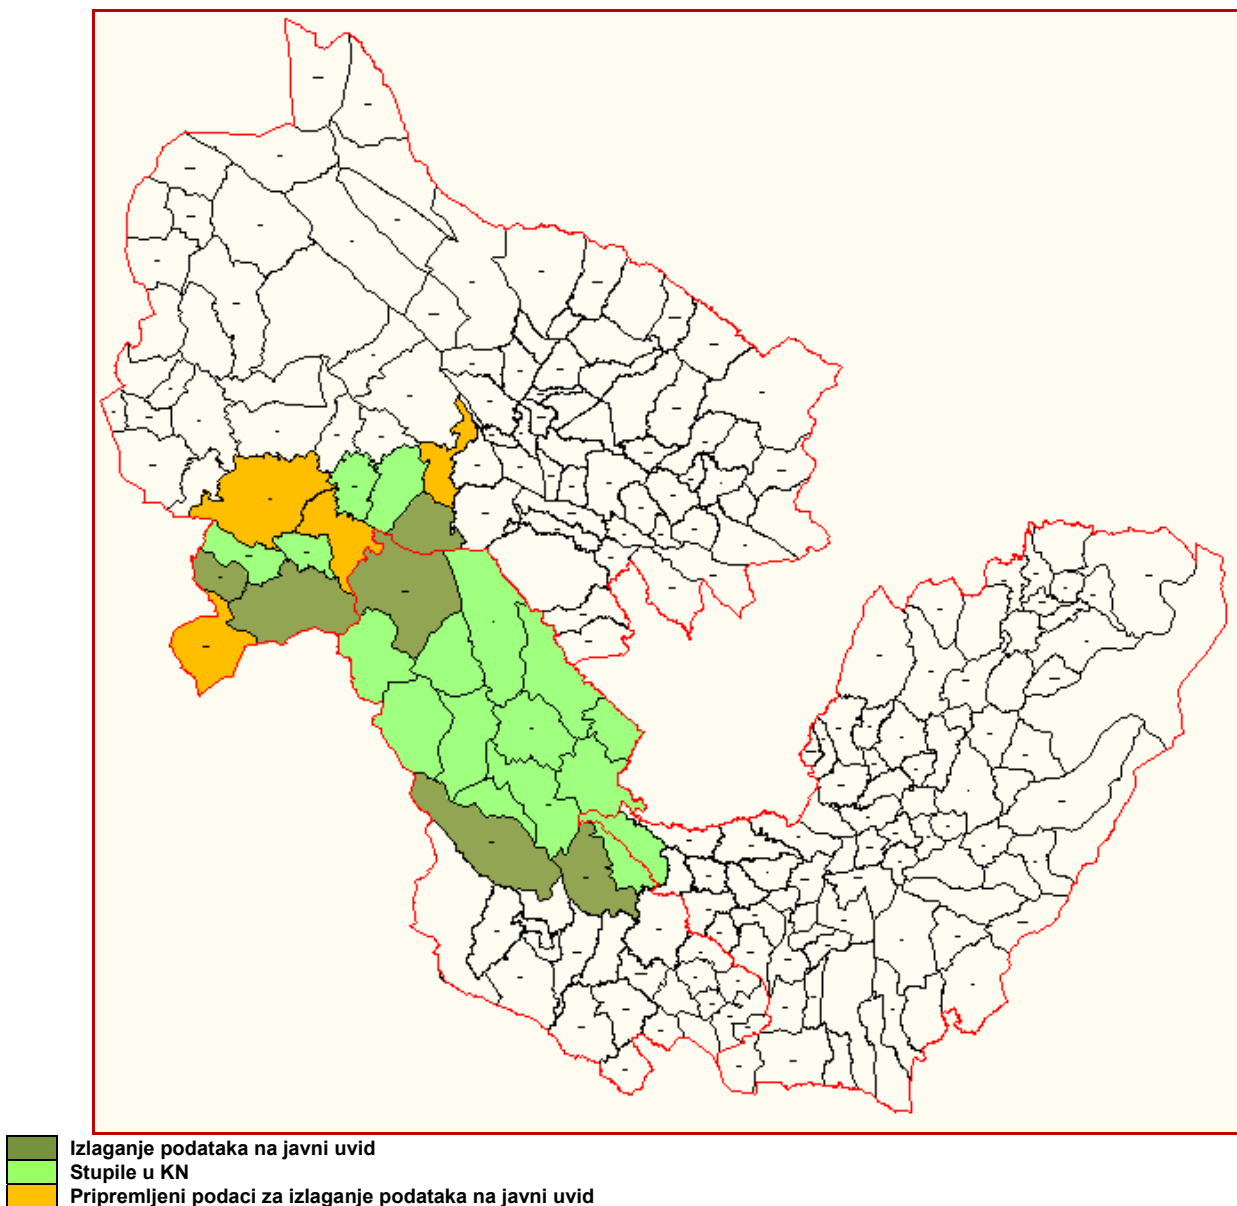 Izlaganje podataka na javni uvid
Stupile u KN
Pripremljeni podaci za izlaganje podataka na javni uvid